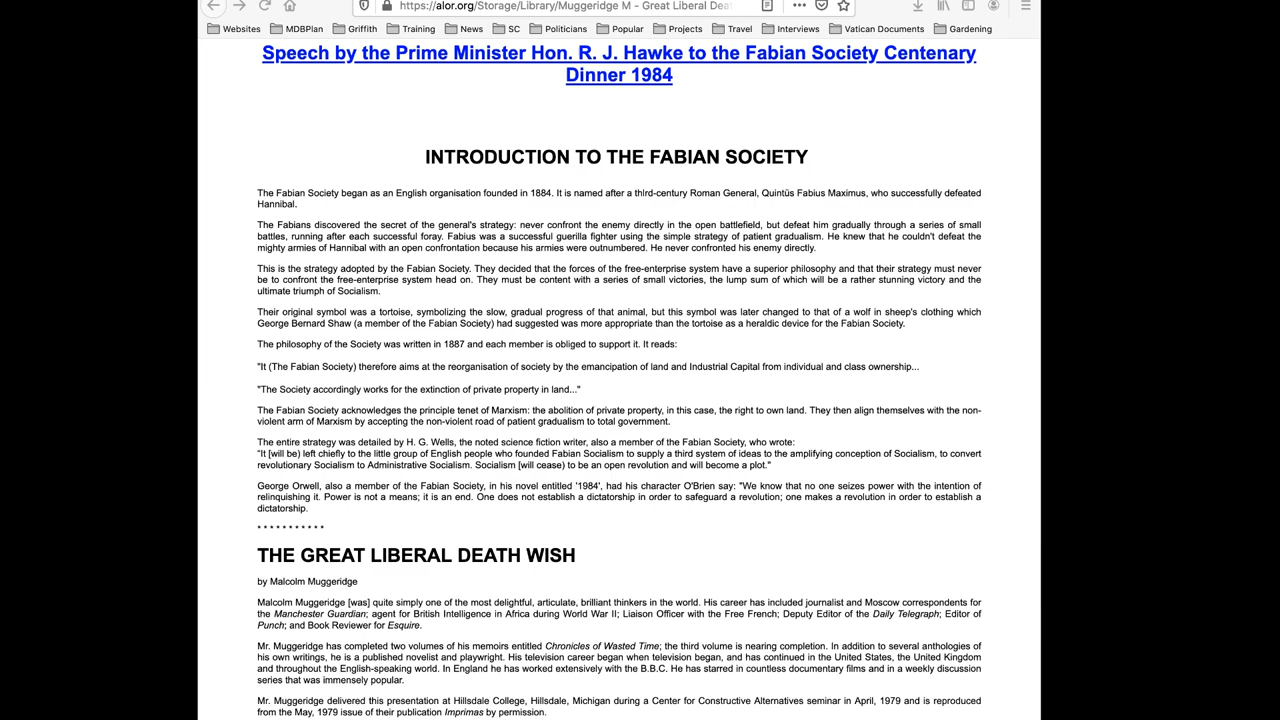 https://alor.org/Storage/Library/Muggeridge M - Great Liberal Dea
Websites MDBPlan Griffith Training News SC Politicians Popular Projects Travel Interviews Vatican Documents Gardening
Speech by the Prime Minister Hon. R. J. Hawke to the Fabian Society Centenary
Dinner 1984
INTRODUCTION TO THE FABIAN SOCIETY
The Fabian Society began as an English organisation founded in 1884. It is named after a third-century Roman General, Quintüs Fabius Maximus, who successfully defeated
Hannibal.
The Fabians discovered the secret of the general's strategy: never confront the enemy directly in the open battlefield, but defeat him gradually through a series of small
battles, running after each successful foray. Fabius was a successful guerilla fighter using the simple strategy of patient gradualism. He knew that he couldn't defeat the
mighty armies of Hannibal with an open confrontation because his armies were outnumbered. He never confronted his enemy directly.
This is the strategy adopted by the Fabian Society. They decided that the forces of the free-enterprise system have a superior philosophy and that their strategy must never
be to confront the free-enterprise system head on. They must be content with a series of small victories, the lump sum of which will be a rather stunning victory and the
ultimate triumph of Socialism.
Their original symbol was a tortoise, symbolizing the slow, gradual progress of that animal, but this symbol was later changed to that of a wolf in sheep's clothing which
George Bernard Shaw (a member of the Fabian Society) had suggested was more appropriate than the tortoise as a heraldic device for the Fabian Society.
The philosophy of the Society was written in 1887 and each member is obliged to support it. It reads:
"It (The Fabian Society) therefore aims at the reorganisation of society by the emancipation of land and Industrial Capital from individual and class ownership...
"The Society accordingly works for the extinction of private property in land..."
The Fabian Society acknowledges the principle tenet of Marxism: the abolition of private property, in this case, the right to own land. They then align themselves with the non-
violent arm of Marxism by accepting the non-violent road of patient gradualism to total government.
The entire strategy was detailed by H. G. Wells, the noted science fiction writer, also a member of the Fabian Society, who wrote:
"It [will be) left chiefly to the little group of English people who founded Fabian Socialism to supply a third system of ideas to the amplifying conception of Socialism, to convert
revolutionary Socialism to Administrative Socialism. Socialism [will cease) to be an open revolution and will become a plot."
George Orwell, also a member of the Fabian Society, in his novel entitled '1984', had his character O'Brien say: "We know that no one seizes power with the intention of
relinquishing it. Power is not a means; it is an end. One does not establish a dictatorship in order to safeguard a revolution; one makes a revolution in order to establish a
dictatorship.
* * * * * * * * * * *
THE GREAT LIBERAL DEATH WISH
by Malcolm Muggeridge
Malcolm Muggeridge [was] quite simply one of the most delightful, articulate, brilliant thinkers in the world. His career has included journalist and Moscow correspondents for
the Manchester Guardian; agent for British Intelligence in Africa during World War II; Liaison Officer with the Free French; Deputy Editor of the Daily Telegraph; Editor of
Punch; and Book Reviewer for Esquire.
Mr. Muggeridge has completed two volumes of his memoirs entitled Chronicles of Wasted Time; the third volume is nearing completion. In addition to several anthologies of
his own writings, he is a published novelist and playwright. His television career began when television began, and has continued in the United States, the United Kingdom
and throughout the English-speaking world. In England he has worked extensively with the B.B.C. He has starred in countless documentary films and in a weekly discussion
series that was immensely popular.
Mr. Muggeridge delivered this presentation at Hillsdale College, Hillsdale, Michigan during a Center for Constructive Alternatives seminar in April, 1979 and is reproduced
from the May, 1979 issue of their publication Imprimas by permission.